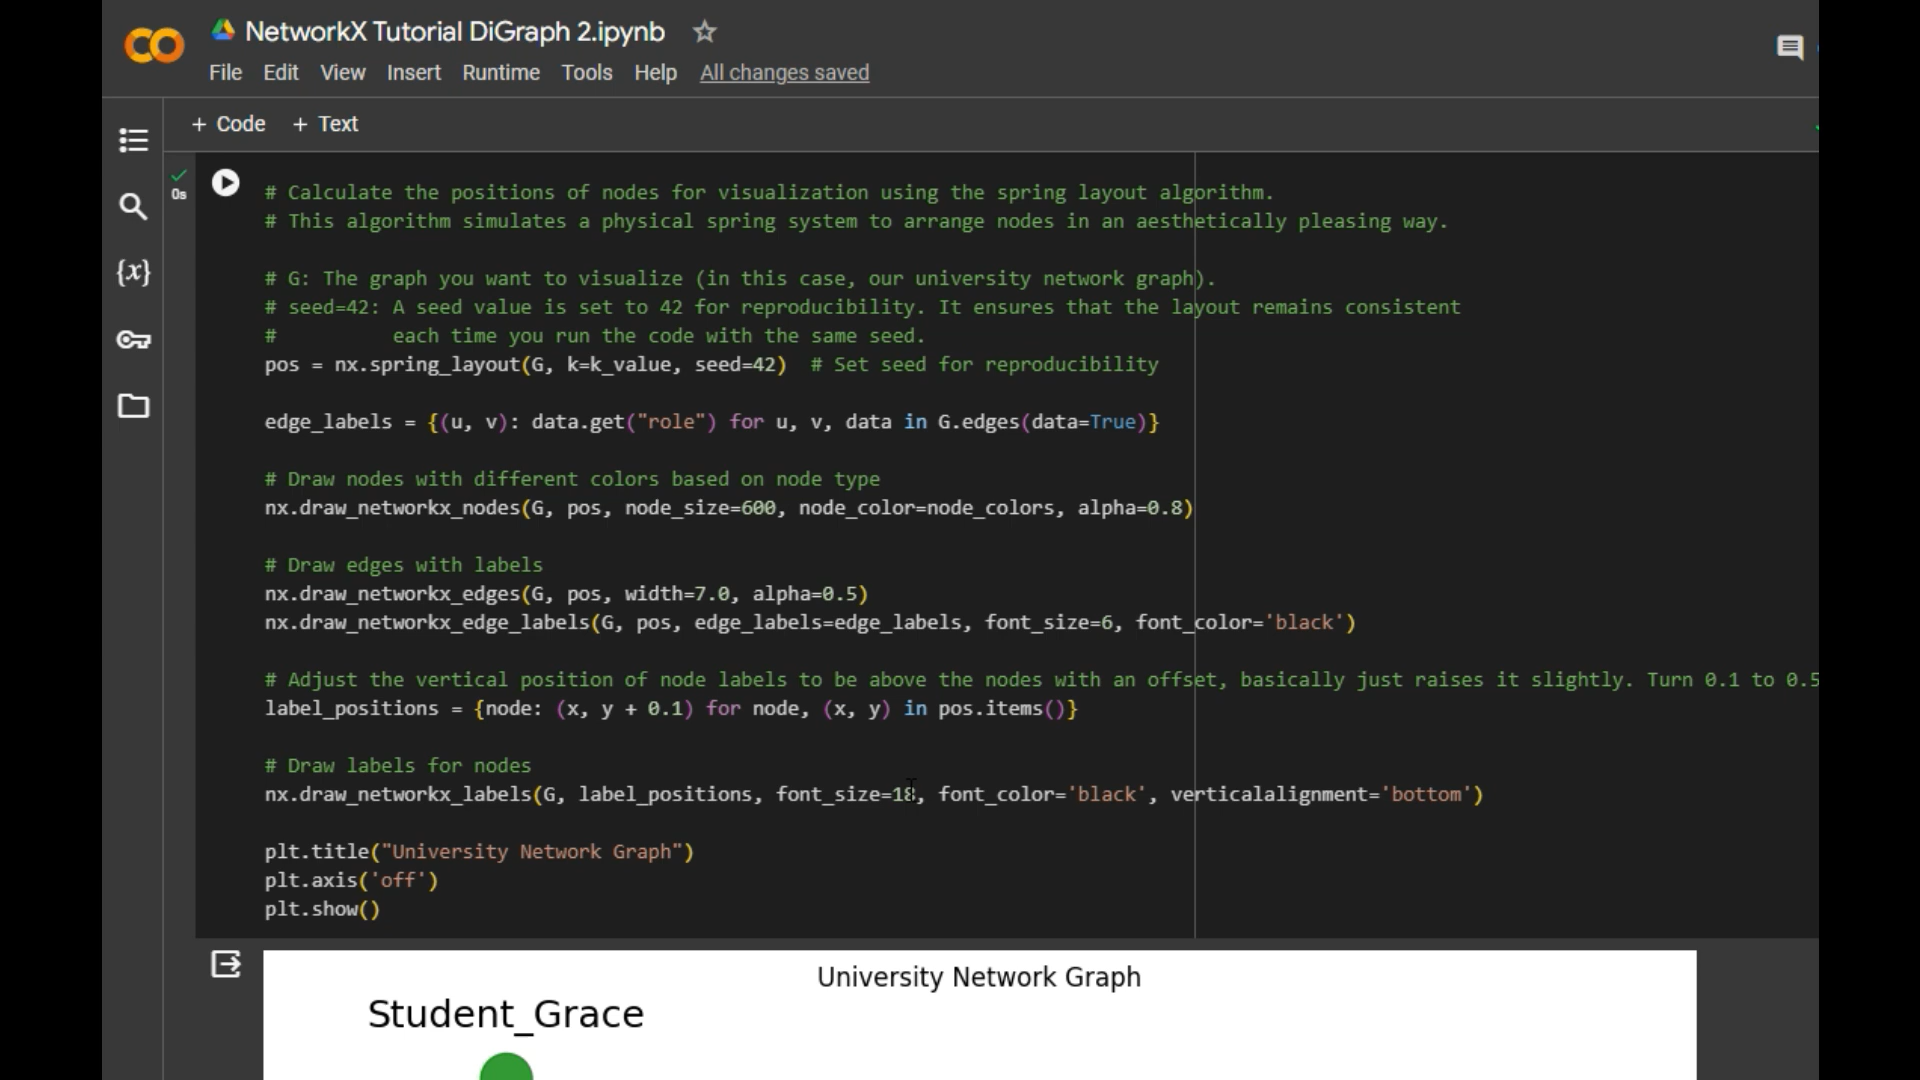 NetworkX Tutorial DiGraph 2.ipynb
File Edit View Insert Runtime Tools Help All changes saved
+ Code + Text
0s
# Calculate the positions of nodes for visualization using the spring layout algorithm.
# This algorithm simulates a physical spring system to arrange nodes in an aesthetically pleasing way.
# G: The graph you want to visualize (in this case, our university network graph).
# seed=42: A seed value is set to 42 for reproducibility. It ensures that the layout remains consistent
#          each time you run the code with the same seed.
pos = nx.spring_layout(G, k=k_value, seed=42)  # Set seed for reproducibility
edge_labels = {(u, v): data.get("role") for u, v, data in G.edges(data=True)}
# Draw nodes with different colors based on node type
nx.draw_networkx_nodes(G, pos, node_size=600, node_color=node_colors, alpha=0.8)
# Draw edges with labels
nx.draw_networkx_edges(G, pos, width=7.0, alpha=0.5)
nx.draw_networkx_edge_labels(G, pos, edge_labels=edge_labels, font_size=6, font_color='black')
# Adjust the vertical position of node labels to be above the nodes with an offset, basically just raises it slightly. Turn 0.1 to 0.5
label_positions = {node: (x, y + 0.1) for node, (x, y) in pos.items()}
# Draw labels for nodes
nx.draw_networkx_labels(G, label_positions, font_size=18, font_color='black', verticalalignment='bottom')
plt.title("University Network Graph")
plt.axis('off')
plt.show()
University Network Graph
Student_Grace